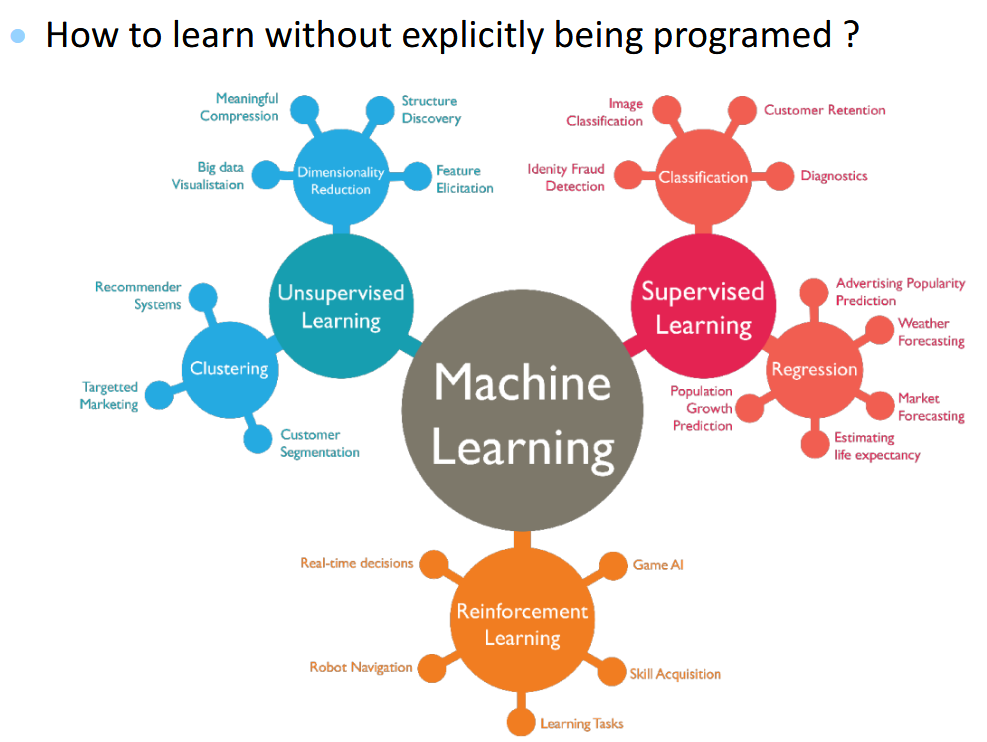 How to learn without explicitly being programed ?
Meaningful
Compression
Structure
Discovery
Big data
Visualistaion
Dimensionality
Reduction
Feature
Elicitation
Image
Classification
Customer Retention
Idenity Fraud
Detection
Classification
Diagnostics
Unsupervised
Learning
Recommender
Systems
Clustering
Targetted
Marketing
Customer
Segmentation
Machine
Learning
Supervised
Learning
Advertising Popularity
Prediction
Weather
Forecasting
Regression
Population
Growth
Prediction
Market
Forecasting
Estimating
life expectancy
Real-time decisions
Game AI
Reinforcement
Learning
Robot Navigation
Skill Acquisition
Learning Tasks